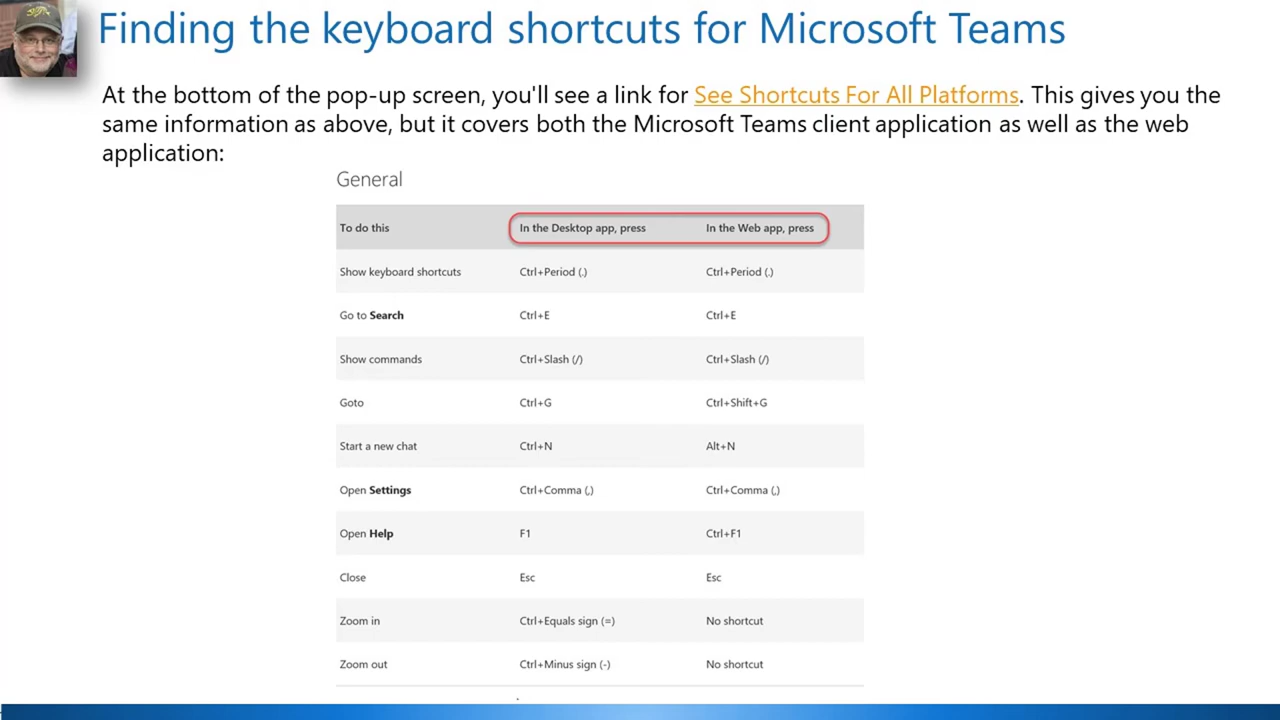 Finding the keyboard shortcuts for Microsoft Teams
At the bottom of the pop-up screen, you'll see a link for See Shortcuts For All Platforms. This gives you the
same information as above, but it covers both the Microsoft Teams client application as well as the web
application:
General
To do this In the Desktop app, press In the Web app, press
Show keyboard shortcuts Ctrl+Period (.) Ctrl+Period (.)
Go to Search Ctrl+E Ctrl+E
Show commands Ctrl+Slash (/) Ctrl+Slash (/)
Goto Ctrl+G Ctrl+Shift+G
Start a new chat Ctrl+N Alt+N
Open Settings Ctrl+Comma (,) Ctrl+Comma (,)
Open Help F1 Ctrl+F1
Close Esc Esc
Zoom in Ctrl+Equals sign (=) No shortcut
Zoom out Ctrl+Minus sign (-) No shortcut